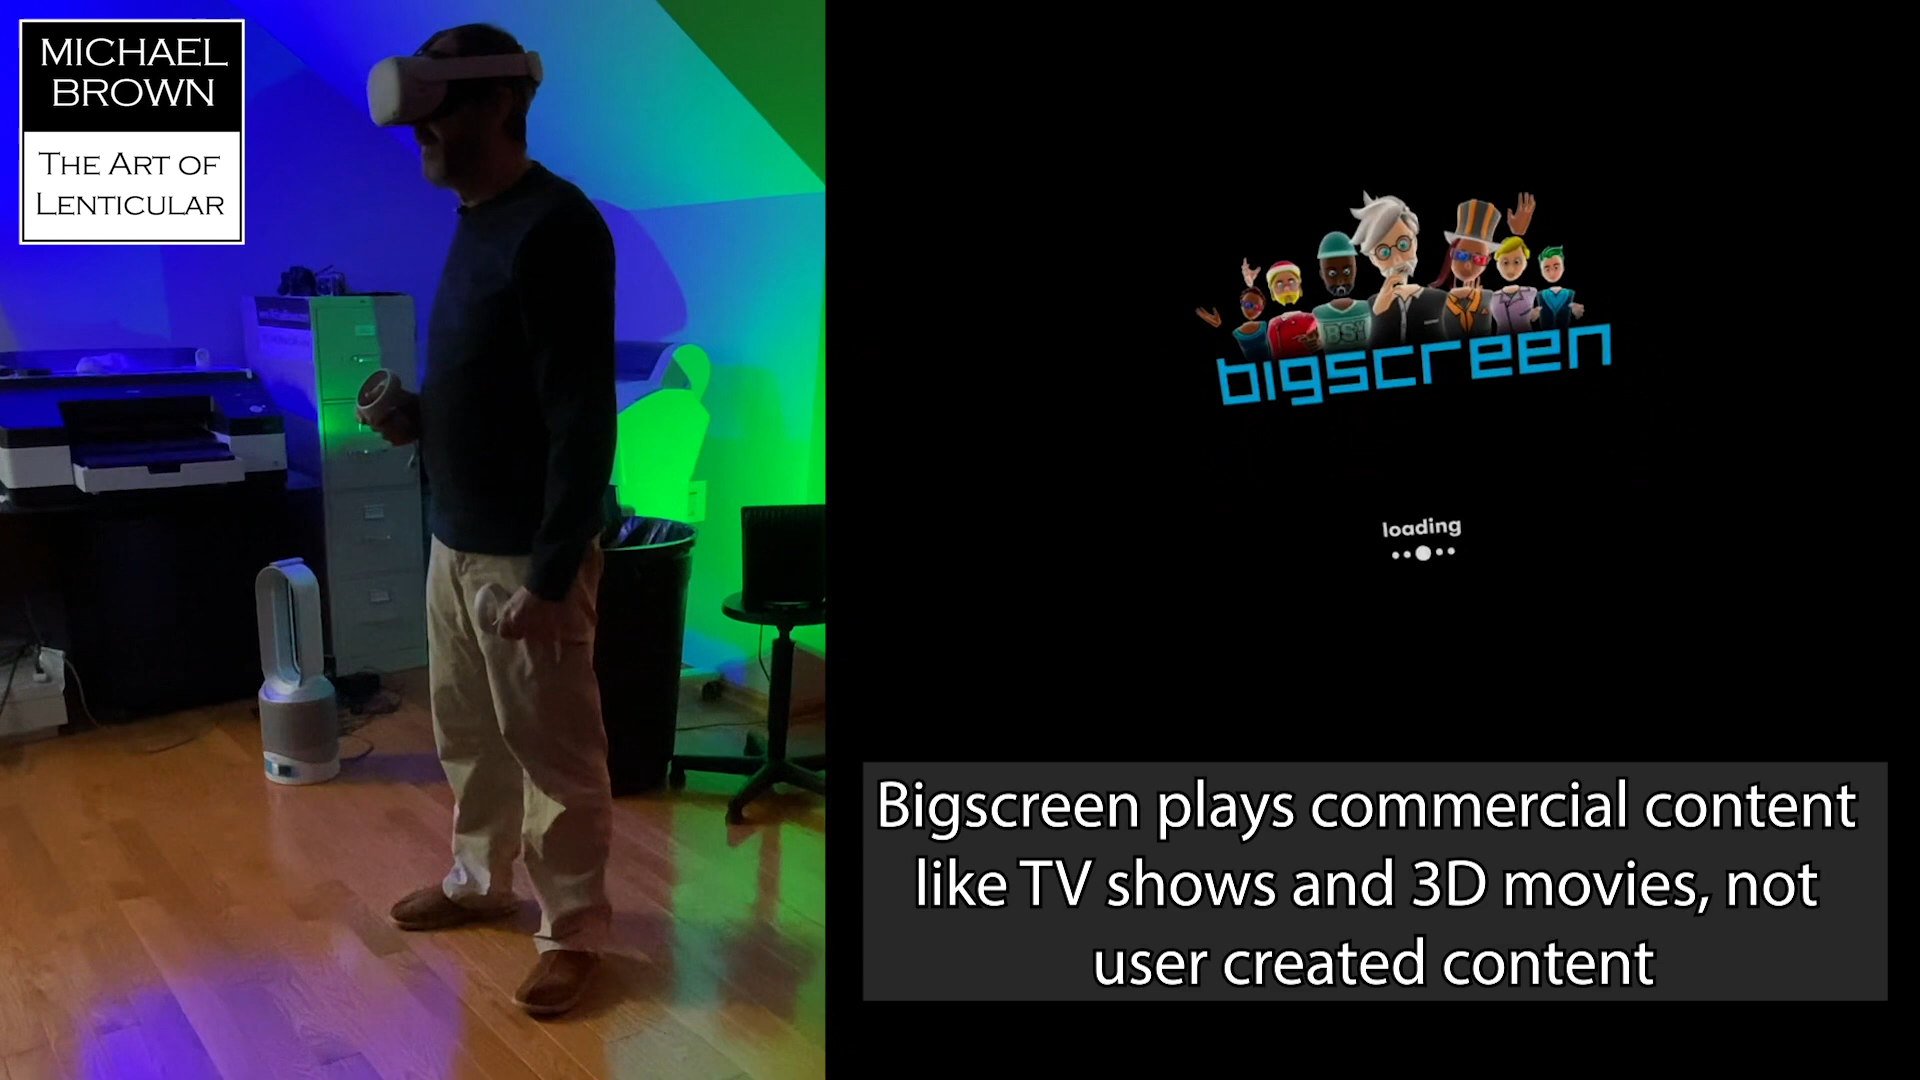 MICHAEL
BROWN
THE ART OF
LENTICULAR
BSM
bigscreen
loading
Bigscreen plays commercial content
like TV shows and 3D movies, not
user created content